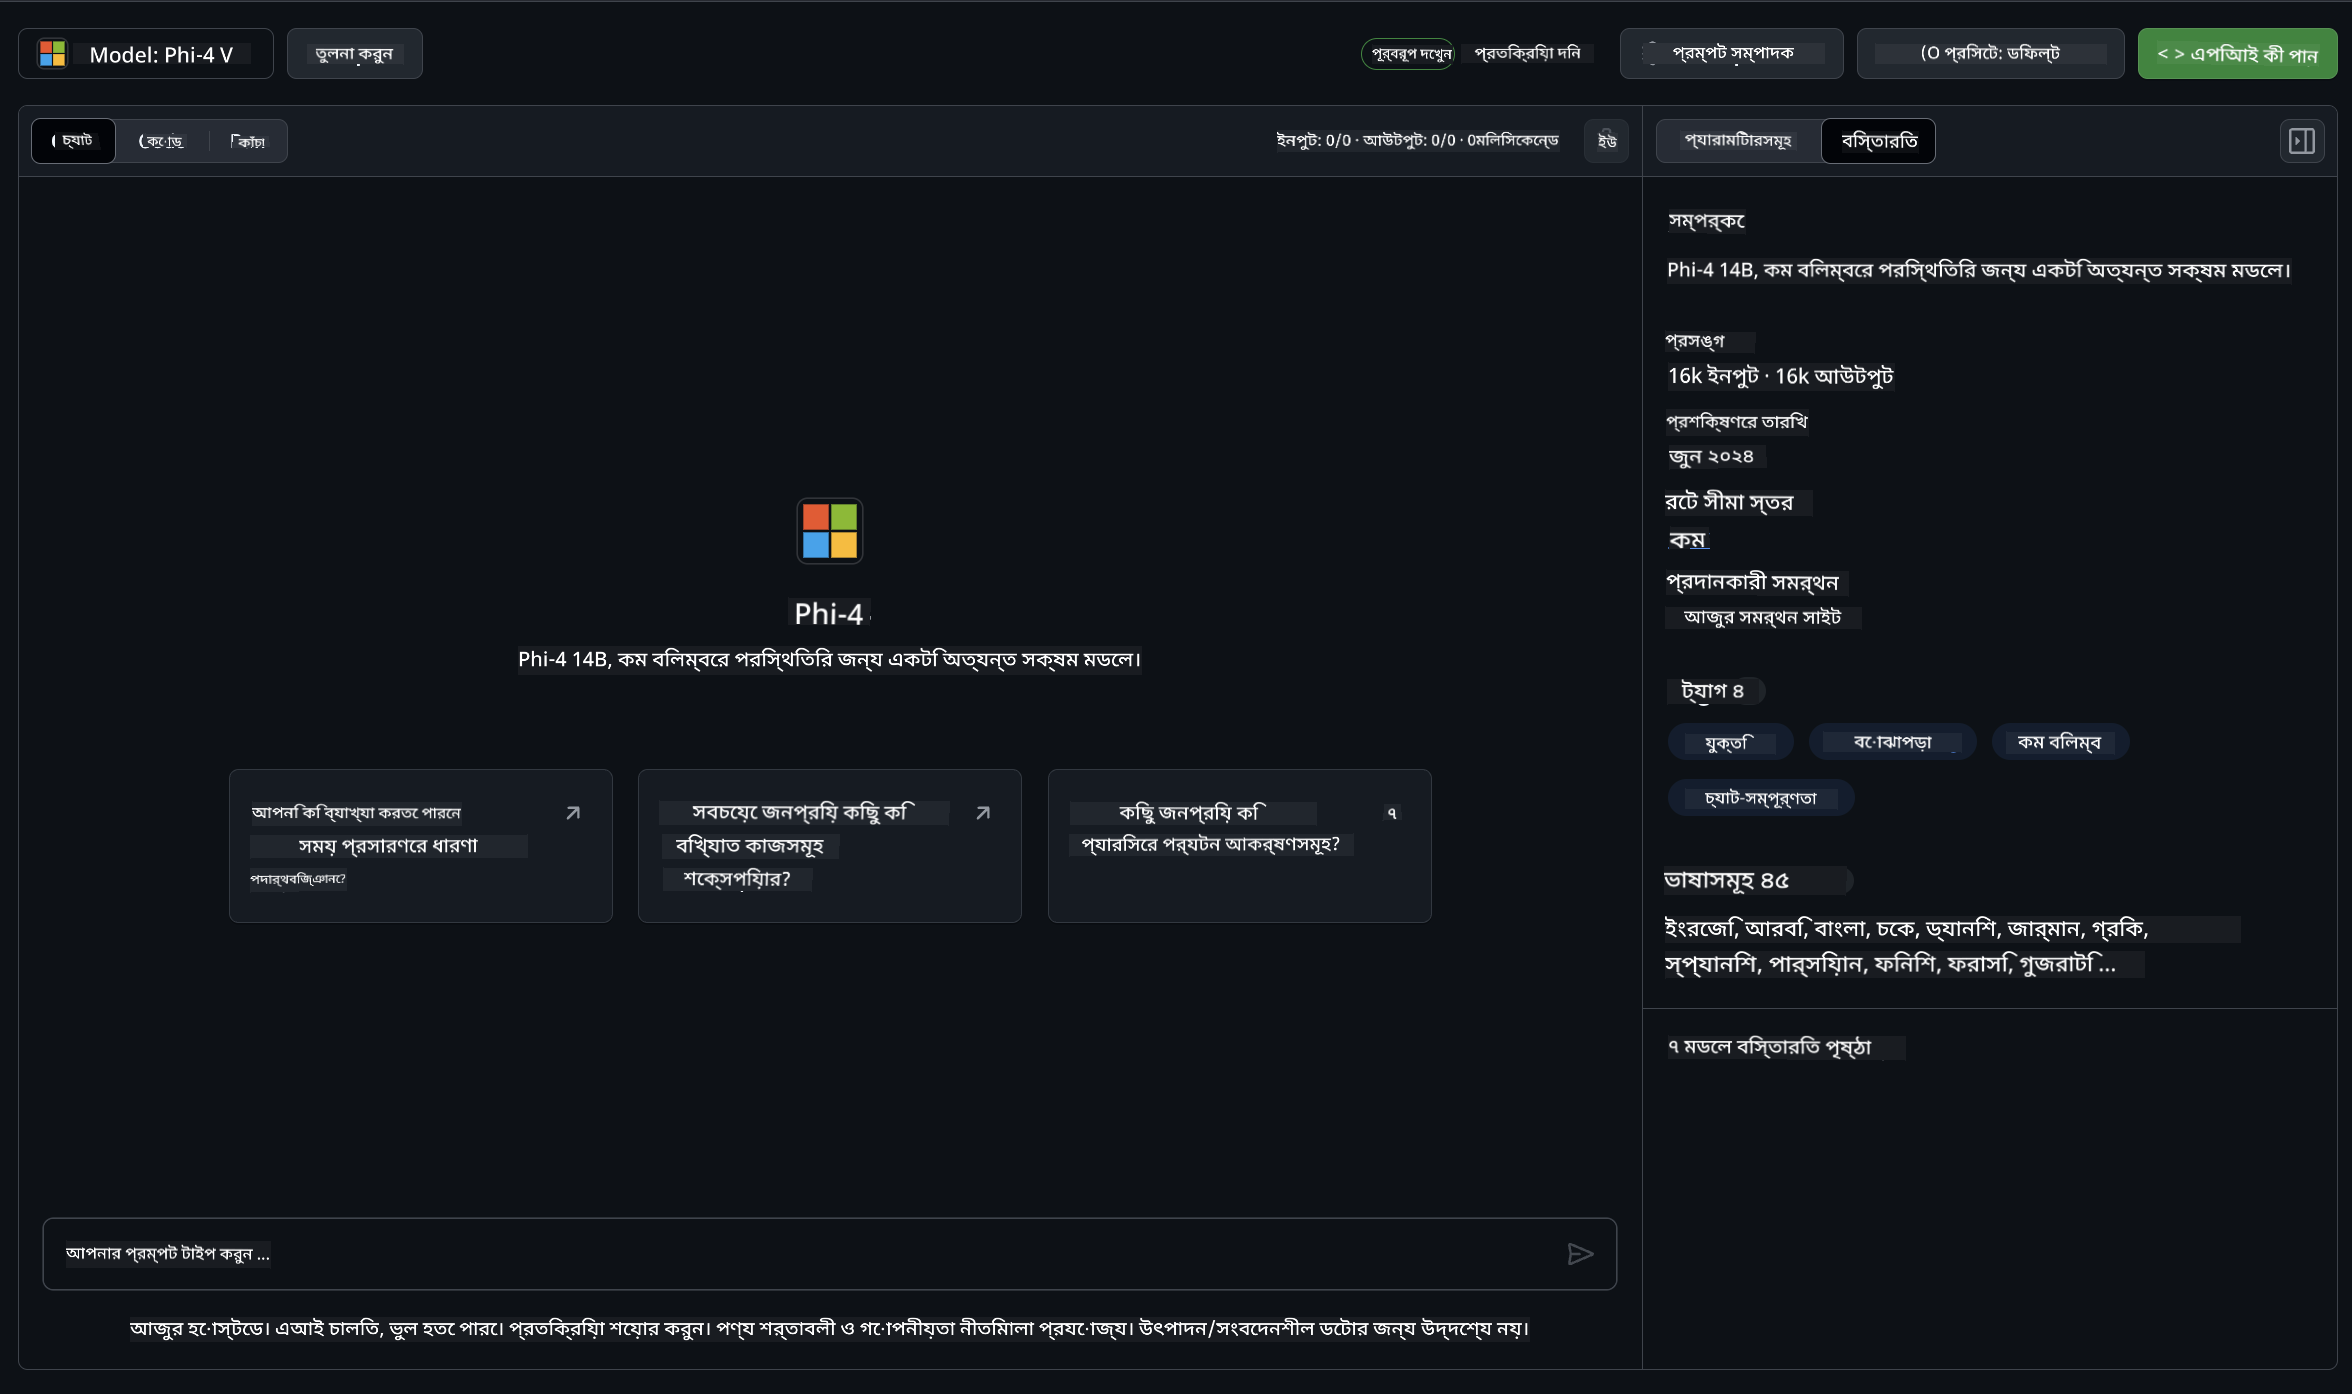 Model: Phi-4 V
তুলনা করুন
পূর্বরূপ দেখুন
প্রতিক্রিয়া দিন
প্রম্পট সম্পাদক
(O প্রিসেট: ডিফল্ট
< > এপিআই কী পান
চ্যাট
কোড
কাঁচা
ইনপুট: 0/0 · আউটপুট: 0/0 · 0মিলিসেকেন্ড
ইউ
প্যারামিটারসমূহ
বিস্তারিত
সম্পর্কে
Phi-4 14B, কম বিলম্বের পরিস্থিতির জন্য একটি অত্যন্ত সক্ষম মডেল।
প্রসঙ্গ
16k ইনপুট · 16k আউটপুট
প্রশিক্ষণের তারিখ
জুন ২০২৪
রেট সীমা স্তর
কম
প্রদানকারী সমর্থন
আজুর সমর্থন সাইট
ট্যাগ ৪
যুক্তি
বোঝাপড়া
কম বিলম্ব
চ্যাট-সম্পূর্ণতা
ভাষাসমূহ ৪৫
ইংরেজি, আরবি, বাংলা, চেক, ড্যানিশ, জার্মান, গ্রিক,
স্প্যানিশ, পার্সিয়ান, ফিনিশ, ফরাসি, গুজরাটি ...
৭ মডেল বিস্তারিত পৃষ্ঠা
Phi-4
Phi-4 14B, কম বিলম্বের পরিস্থিতির জন্য একটি অত্যন্ত সক্ষম মডেল।
আপনি কি ব্যাখ্যা করতে পারেন
সময় প্রসারণের ধারণা
পদার্থবিজ্ঞানে?
সবচেয়ে জনপ্রিয় কিছু কি
বিখ্যাত কাজসমূহ
শেক্সপিয়ার?
কিছু জনপ্রিয় কি
৭
প্যারিসের পর্যটন আকর্ষণসমূহ?
আপনার প্রম্পট টাইপ করুন ...
আজুর হোস্টেড। এআই চালিত, ভুল হতে পারে। প্রতিক্রিয়া শেয়ার করুন। পণ্য শর্তাবলী ও গোপনীয়তা নীতিমালা প্রযোজ্য। উৎপাদন/সংবেদনশীল ডেটার জন্য উদ্দেশ্যে নয়।